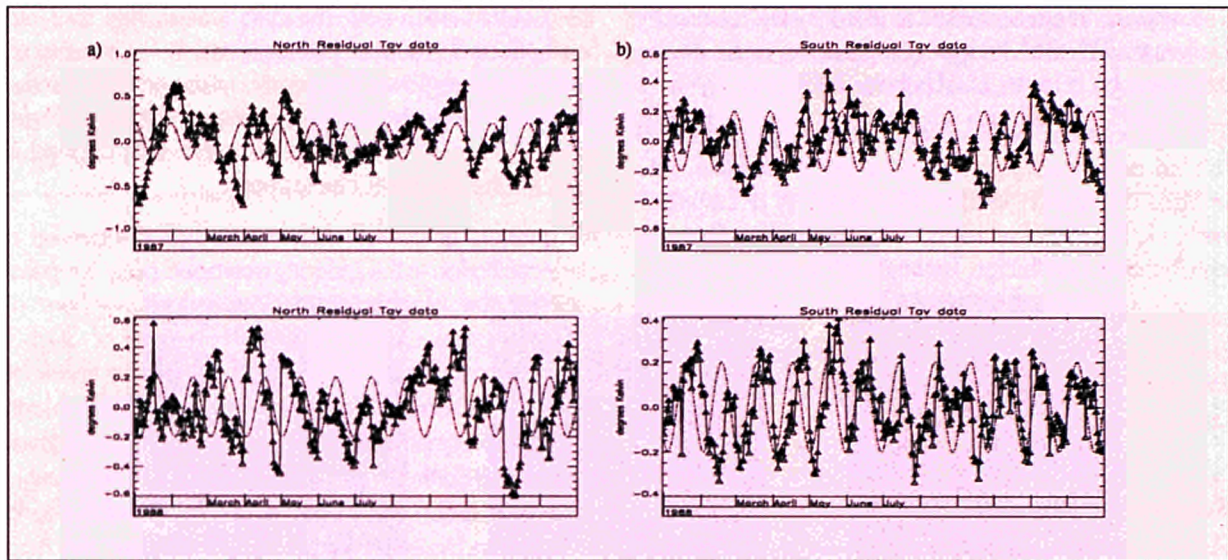 a)
North Residual Tav data
degrees Kelvin
1.0
0.5
0.0
-0.5
-1.0
March April May June July
1987
b)
South Residual Tav data
degrees Kelvin
0.6
0.4
0.2
0.0
-0.2
-0.4
-0.6
March April May June July
1987
North Residual Tav data
degrees Kelvin
0.6
0.4
0.2
0.0
-0.2
-0.4
-0.6
March April May June July
1988
South Residual Tav data
degrees Kelvin
0.4
0.2
0.0
-0.2
-0.4
March April May June July
1988